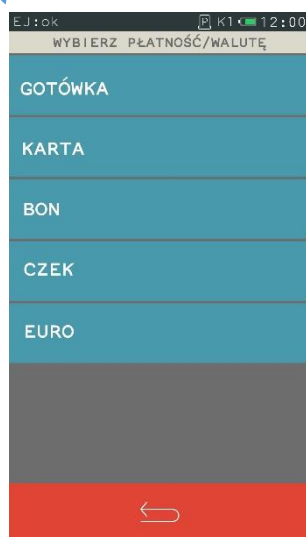 EJ:ok P K1 12:00
WYBIERZ PŁATNOŚĆ/WALUTĘ
GOTÓWKA
KARTA
BON
CZEK
EURO